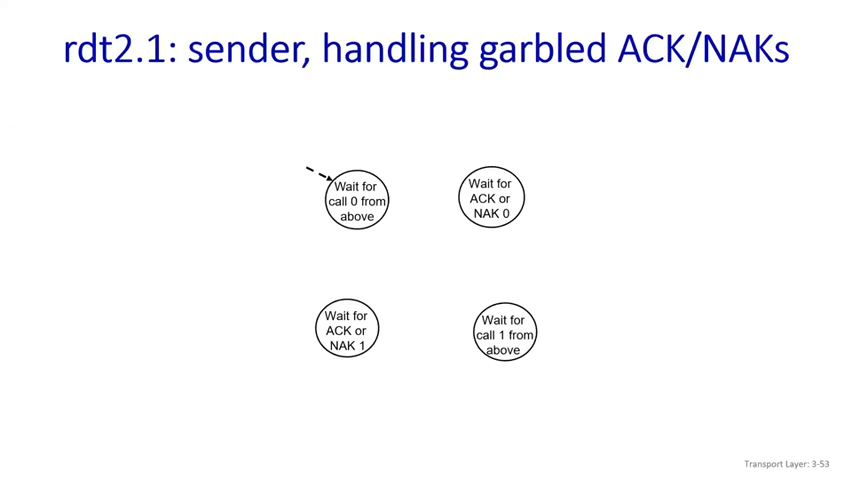 rdt2.1: sender, handling garbled ACK/NAKs
Wait for
call 0 from
above
Wait for
ACK or
NAK 0
Wait for
ACK or
NAK 1
Wait for
call 1 from
above
Transport Layer: 3-53